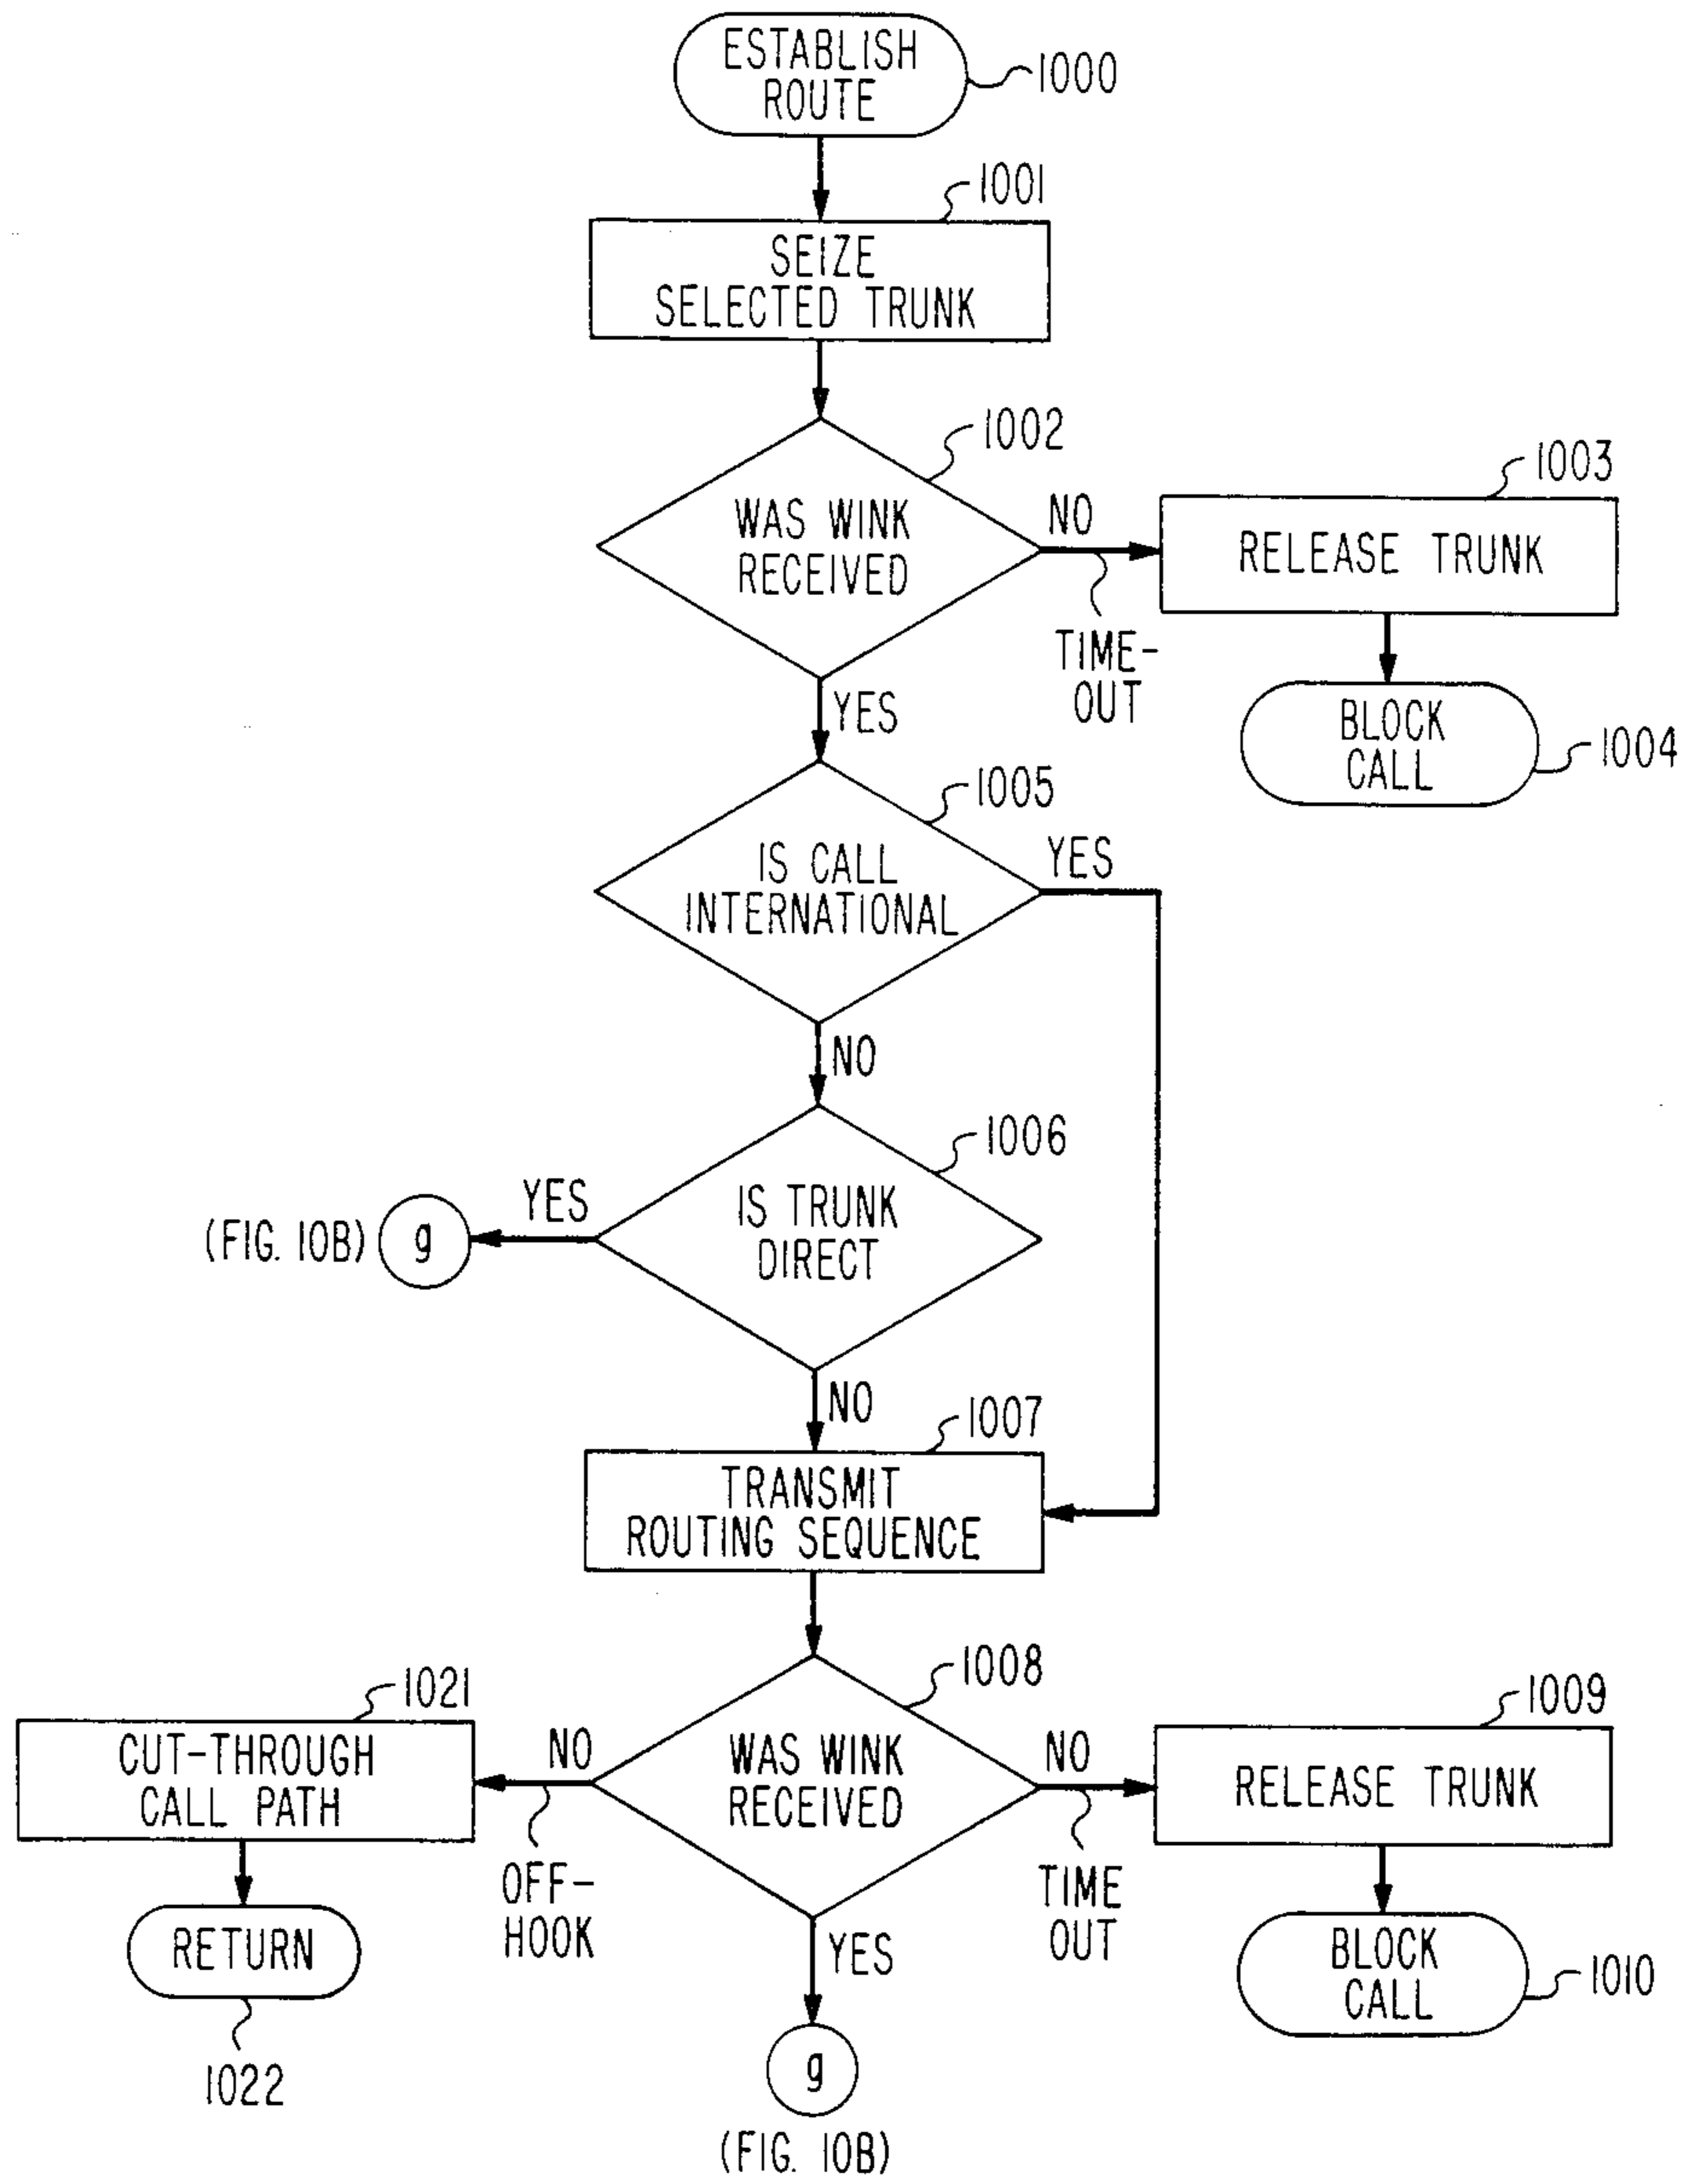 ESTABLISH
ROUTE
1000
1001
SEIZE
SELECTED TRUNK
1002
WAS WINK
RECEIVED
NO
TIME-
OUT
1003
RELEASE TRUNK
BLOCK
CALL
1004
YES
1005
IS CALL
INTERNATIONAL
YES
NO
1006
IS TRUNK
DIRECT
YES
g
(FIG. 10B)
NO
1007
TRANSMIT
ROUTING SEQUENCE
1008
WAS WINK
RECEIVED
NO
OFF-
HOOK
1021
CUT-THROUGH
CALL PATH
RETURN
1022
NO
TIME
OUT
1009
RELEASE TRUNK
BLOCK
CALL
1010
YES
g
(FIG. 10B)